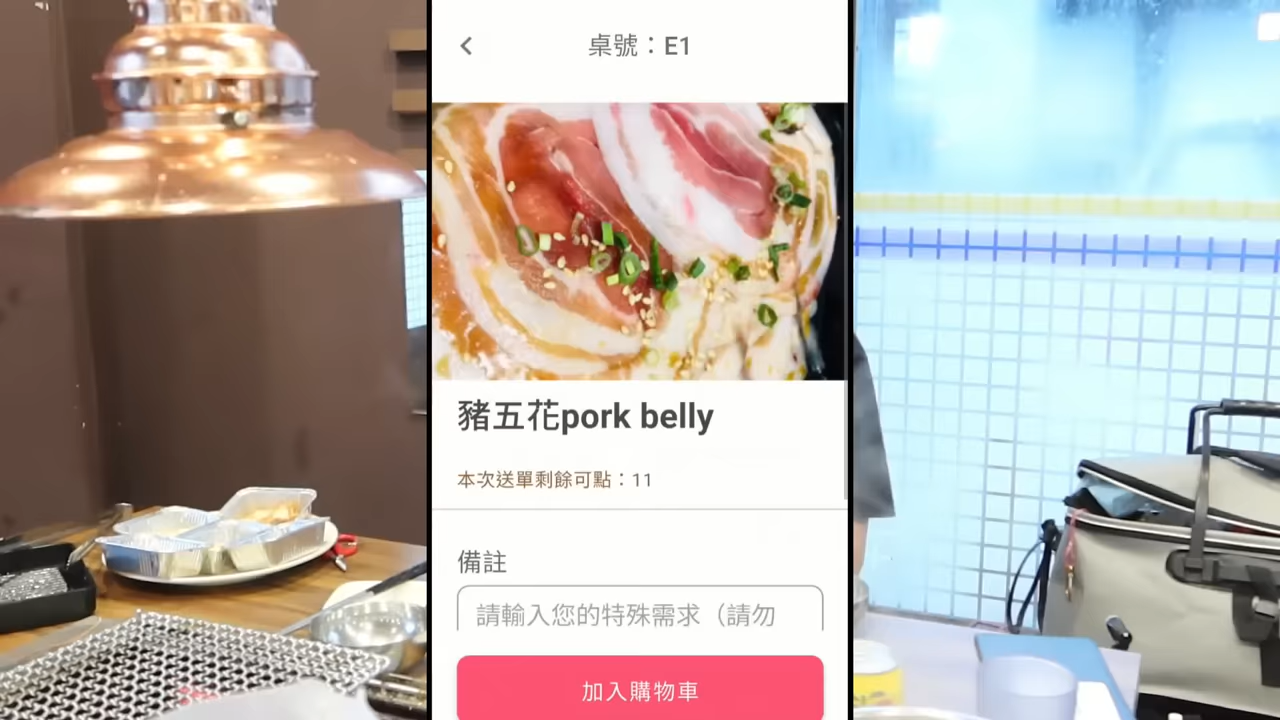 桌號：E1
豬五花pork belly
本次送單剩餘可點：11
備註
請輸入您的特殊需求（請勿
加入購物車